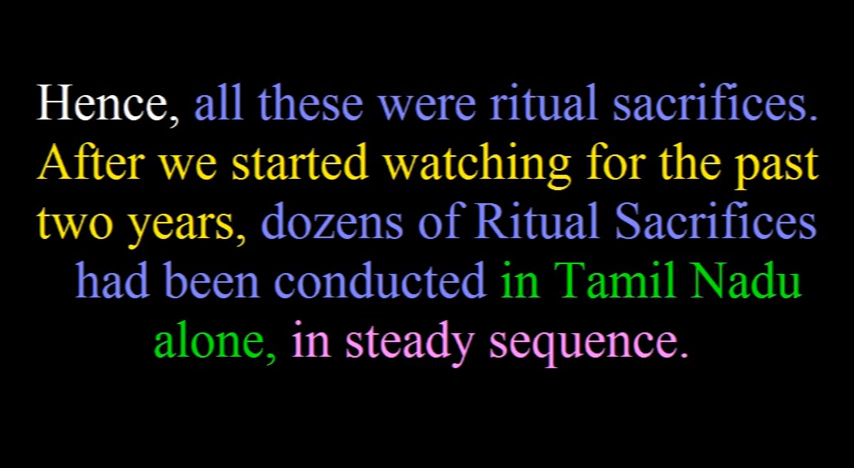 Hence, all these were ritual sacrifices.
After we started watching for the past
two years, dozens of Ritual Sacrifices
had been conducted in Tamil Nadu
alone, in steady sequence.